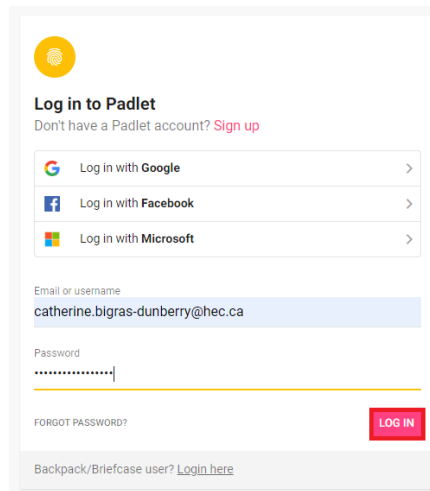 Log in to Padlet
Don't have a Padlet account? Sign up
Log in with Google
Log in with Facebook
Log in with Microsoft
Email or username
catherine.bigras-dunberry@hec.ca
Password
•••••••••••••••••
FORGOT PASSWORD? LOG IN
Backpack/Briefcase user? Login here